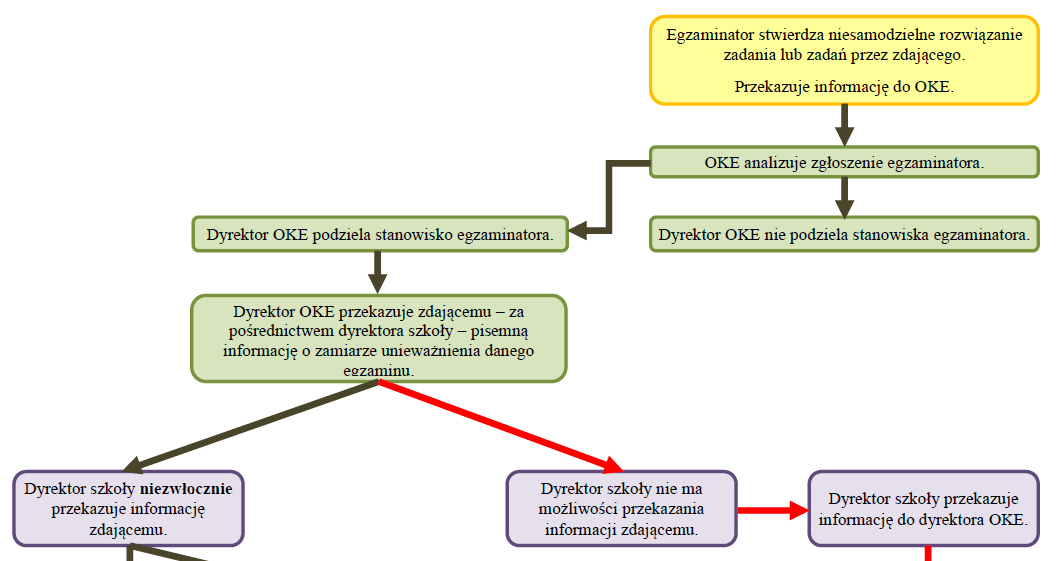 Egzaminator stwierdza niesamodzielne rozwiązanie
zadania lub zadań przez zdającego.
Przekazuje informację do OKE.
OKE analizuje zgłoszenie egzaminatora.
Dyrektor OKE podziela stanowisko egzaminatora.
Dyrektor OKE nie podziela stanowiska egzaminatora.
Dyrektor OKE przekazuje zdającemu – za
pośrednictwem dyrektora szkoły – pisemną
informację o zamiarze unieważnienia danego
egzaminu.
Dyrektor szkoły niezwłocznie
przekazuje informację
zdającemu.
Dyrektor szkoły nie ma
możliwości przekazania
informacji zdającemu.
Dyrektor szkoły przekazuje
informację do dyrektora OKE.